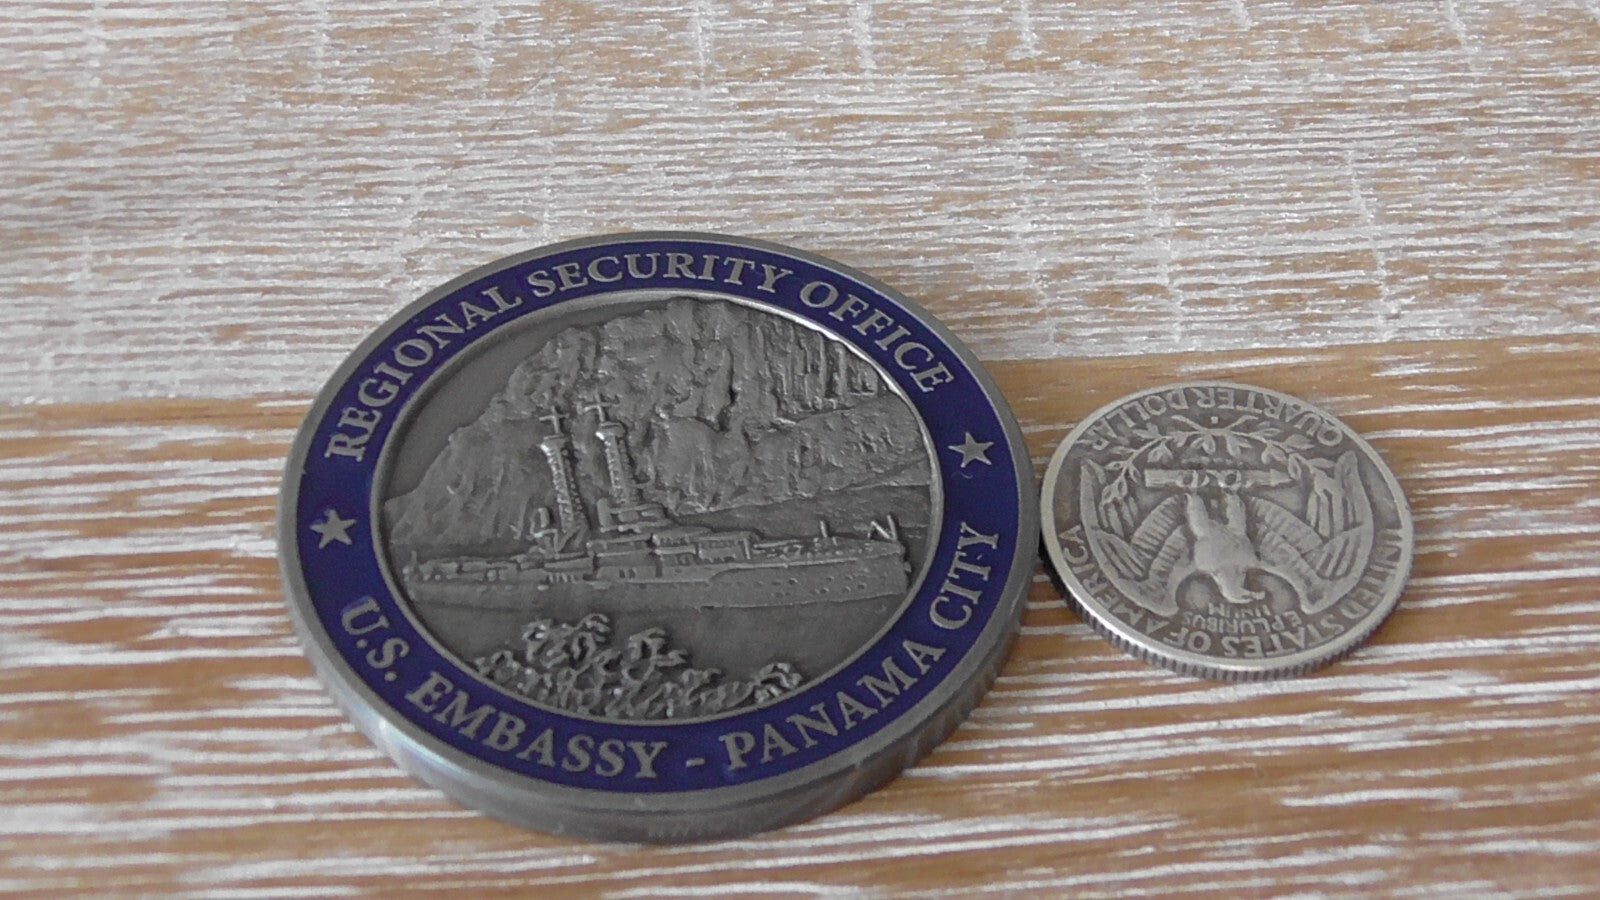 REGIONAL SECURITY OFFICE
U.S. EMBASSY - PANAMA CITY
UNITED STATES OF AMERICA
E PLURIBUS
UNUM
QUARTER DOLLAR